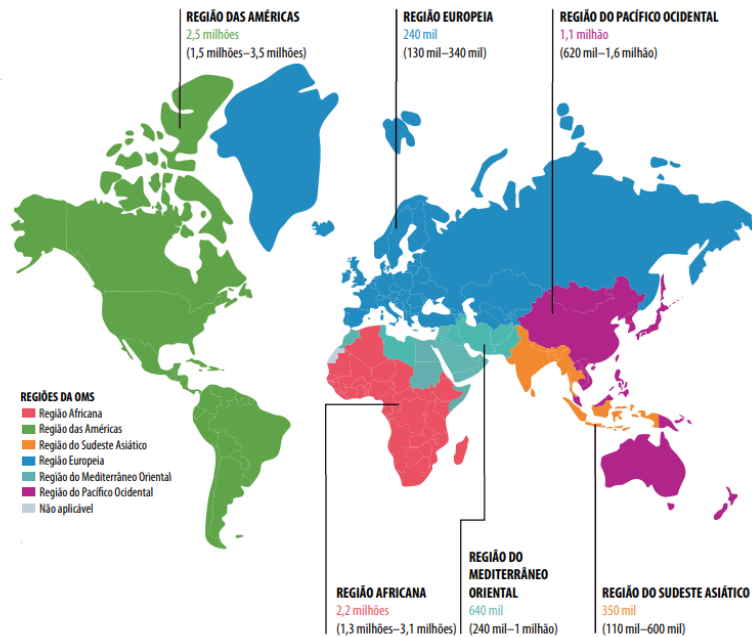 REGIÃO DAS AMÉRICAS
2,5 milhões
(1,5 milhões–3,5 milhões)
REGIÃO EUROPEIA
240 mil
(130 mil–340 mil)
REGIÃO DO PACÍFICO OCIDENTAL
1,1 milhão
(620 mil–1,6 milhão)
REGIÕES DA OMS
Região Africana
Região das Américas
Região do Sudeste Asiático
Região Europeia
Região do Mediterrâneo Oriental
Região do Pacífico Ocidental
Não aplicável
REGIÃO AFRICANA
2,2 milhões
(1,3 milhões–3,1 milhões)
REGIÃO DO
MEDITERRÂNEO
ORIENTAL
640 mil
(240 mil–1 milhão)
REGIÃO DO SUDESTE ASIÁTICO
350 mil
(110 mil–600 mil)